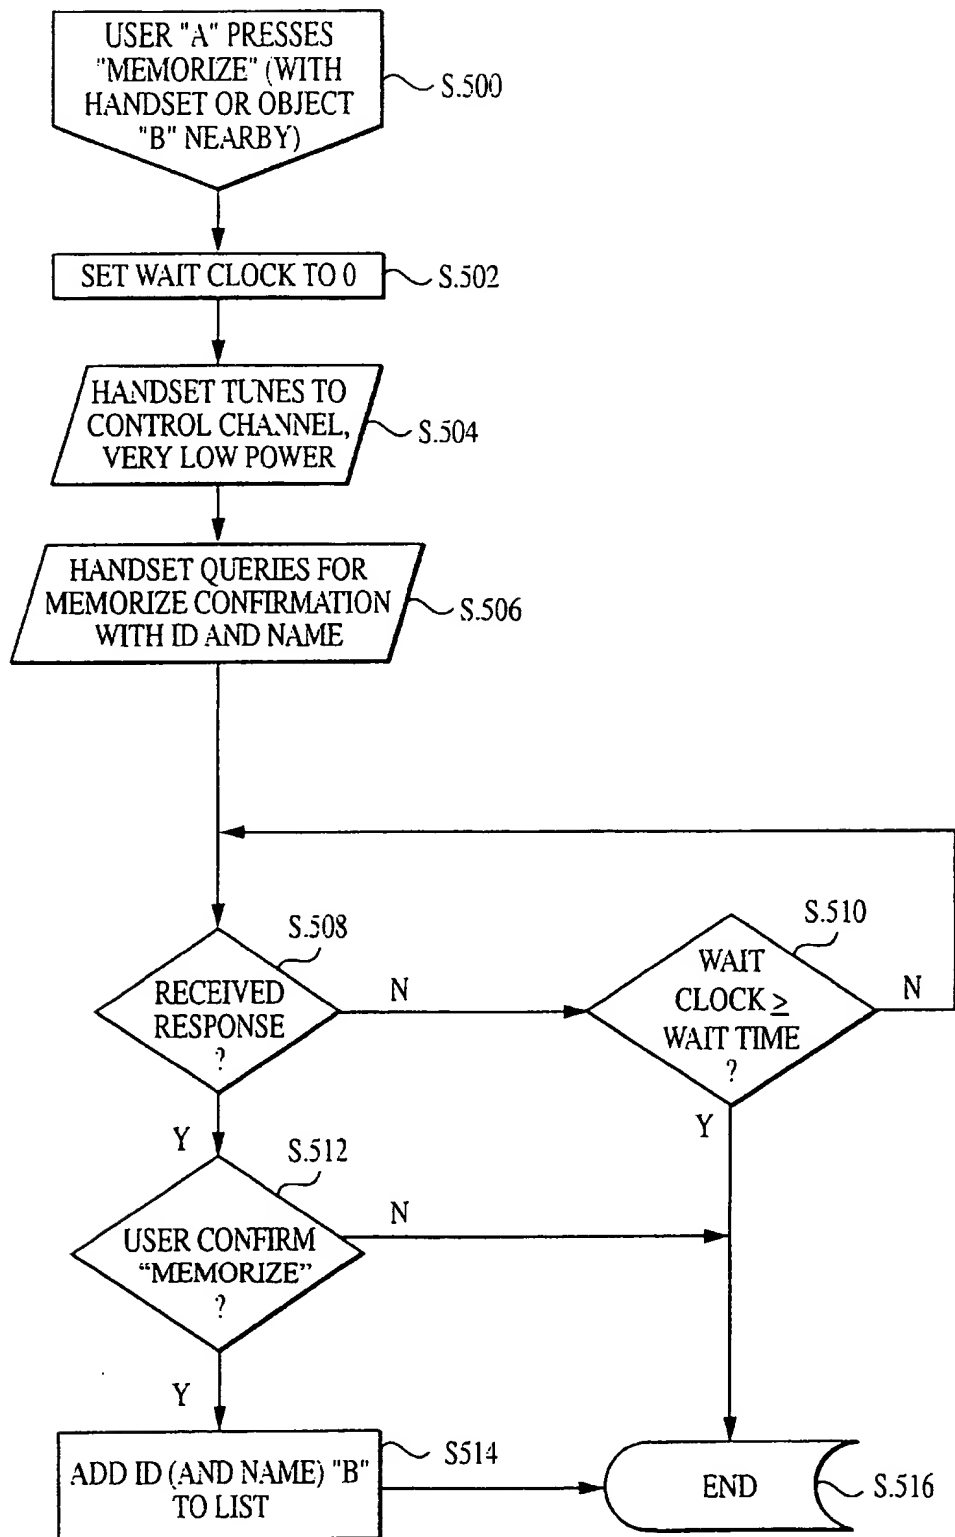 USER "A" PRESSES
"MEMORIZE" (WITH
HANDSET OR OBJECT
"B" NEARBY)
S.500
SET WAIT CLOCK TO 0
S.502
HANDSET TUNES TO
CONTROL CHANNEL,
VERY LOW POWER
S.504
HANDSET QUERIES FOR
MEMORIZE CONFIRMATION
WITH ID AND NAME
S.506
S.508
RECEIVED
RESPONSE
?
N
S.510
WAIT
CLOCK ≥
WAIT TIME
?
N
Y
Y
S.512
USER CONFIRM
“MEMORIZE”
?
N
Y
ADD ID (AND NAME) "B"
TO LIST
S514
END
S.516